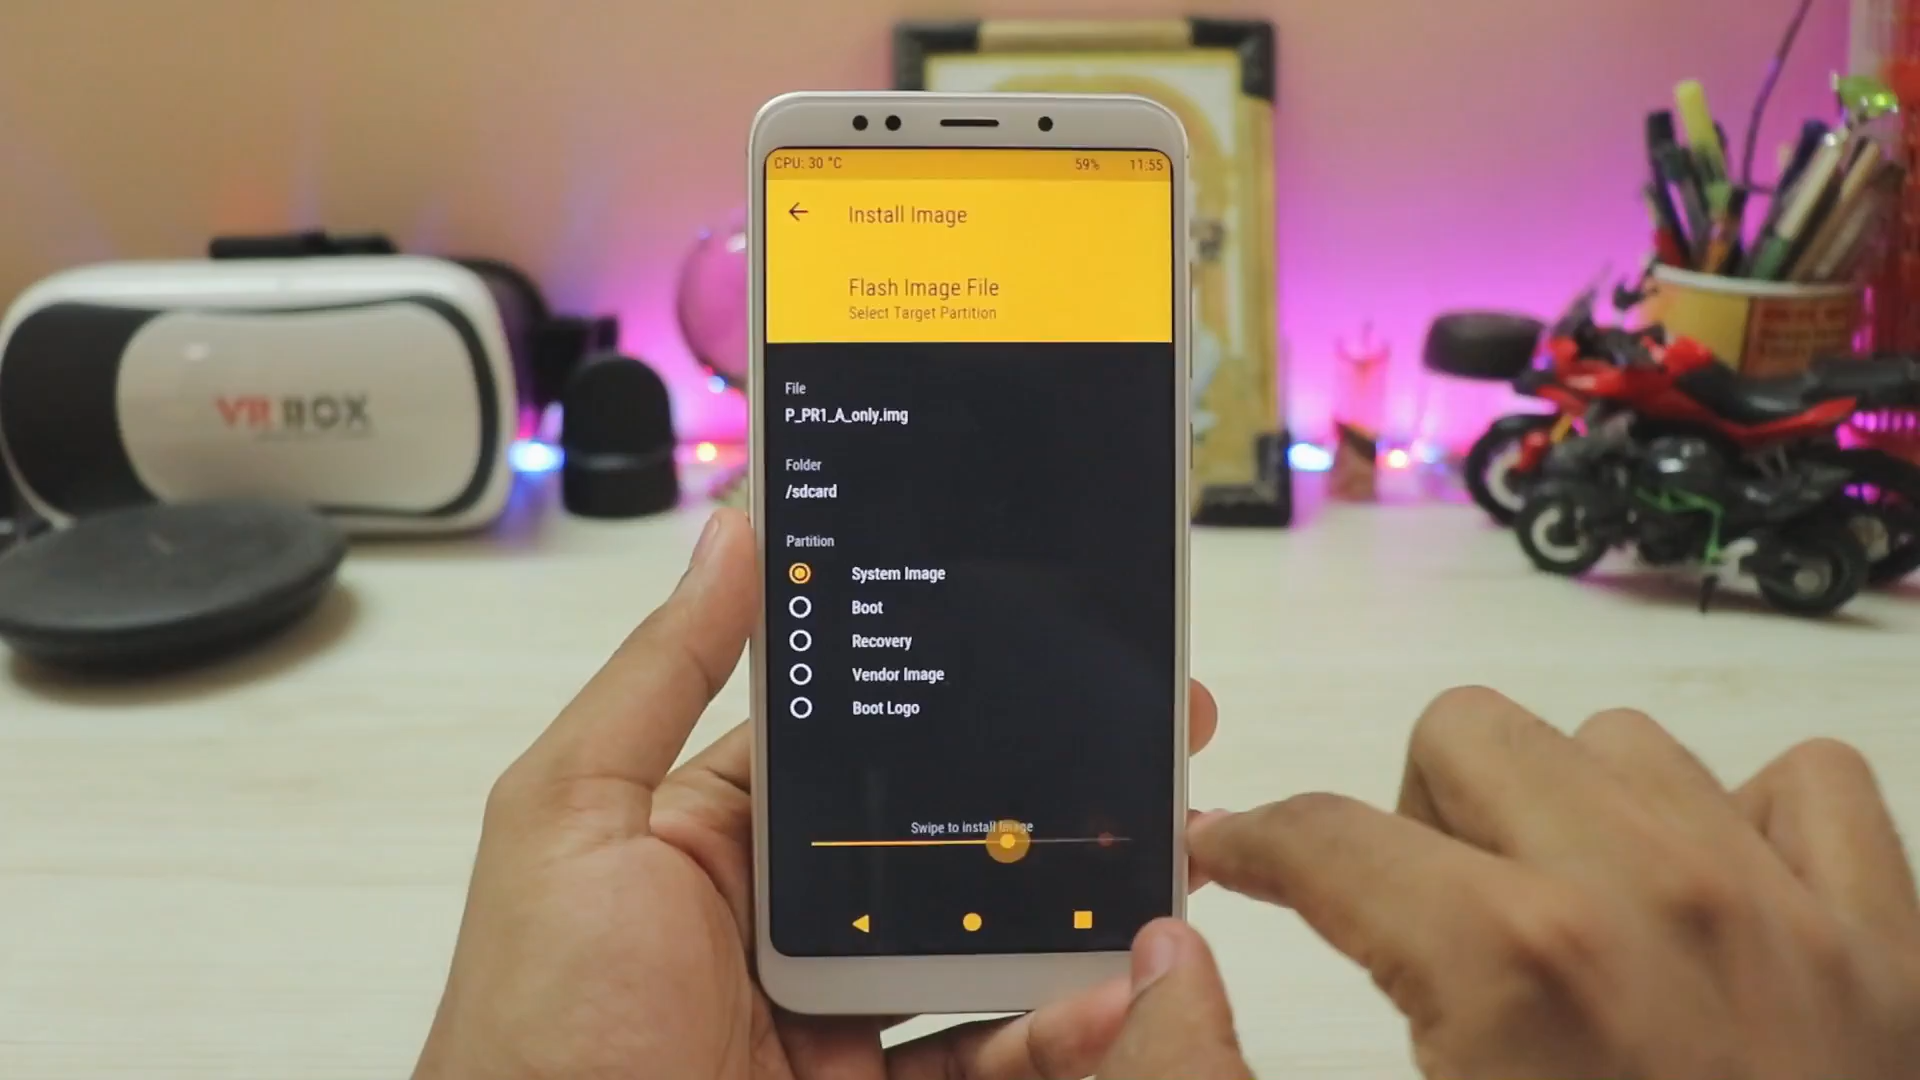 CPU: 30 °C 59% 11:55
Install Image
Flash Image File
Select Target Partition
File
P_PR1_A_only.img
Folder
/sdcard
Partition
System Image
Boot
Recovery
Vendor Image
Boot Logo
Swipe to install Image
VR BOX